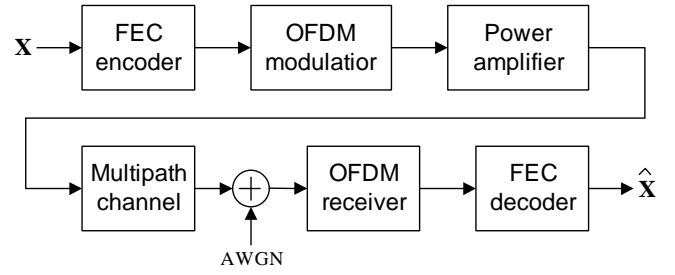 X
FEC
encoder
OFDM
modulatior
Power
amplifier
Multipath
channel
OFDM
receiver
FEC
decoder
X̂
AWGN